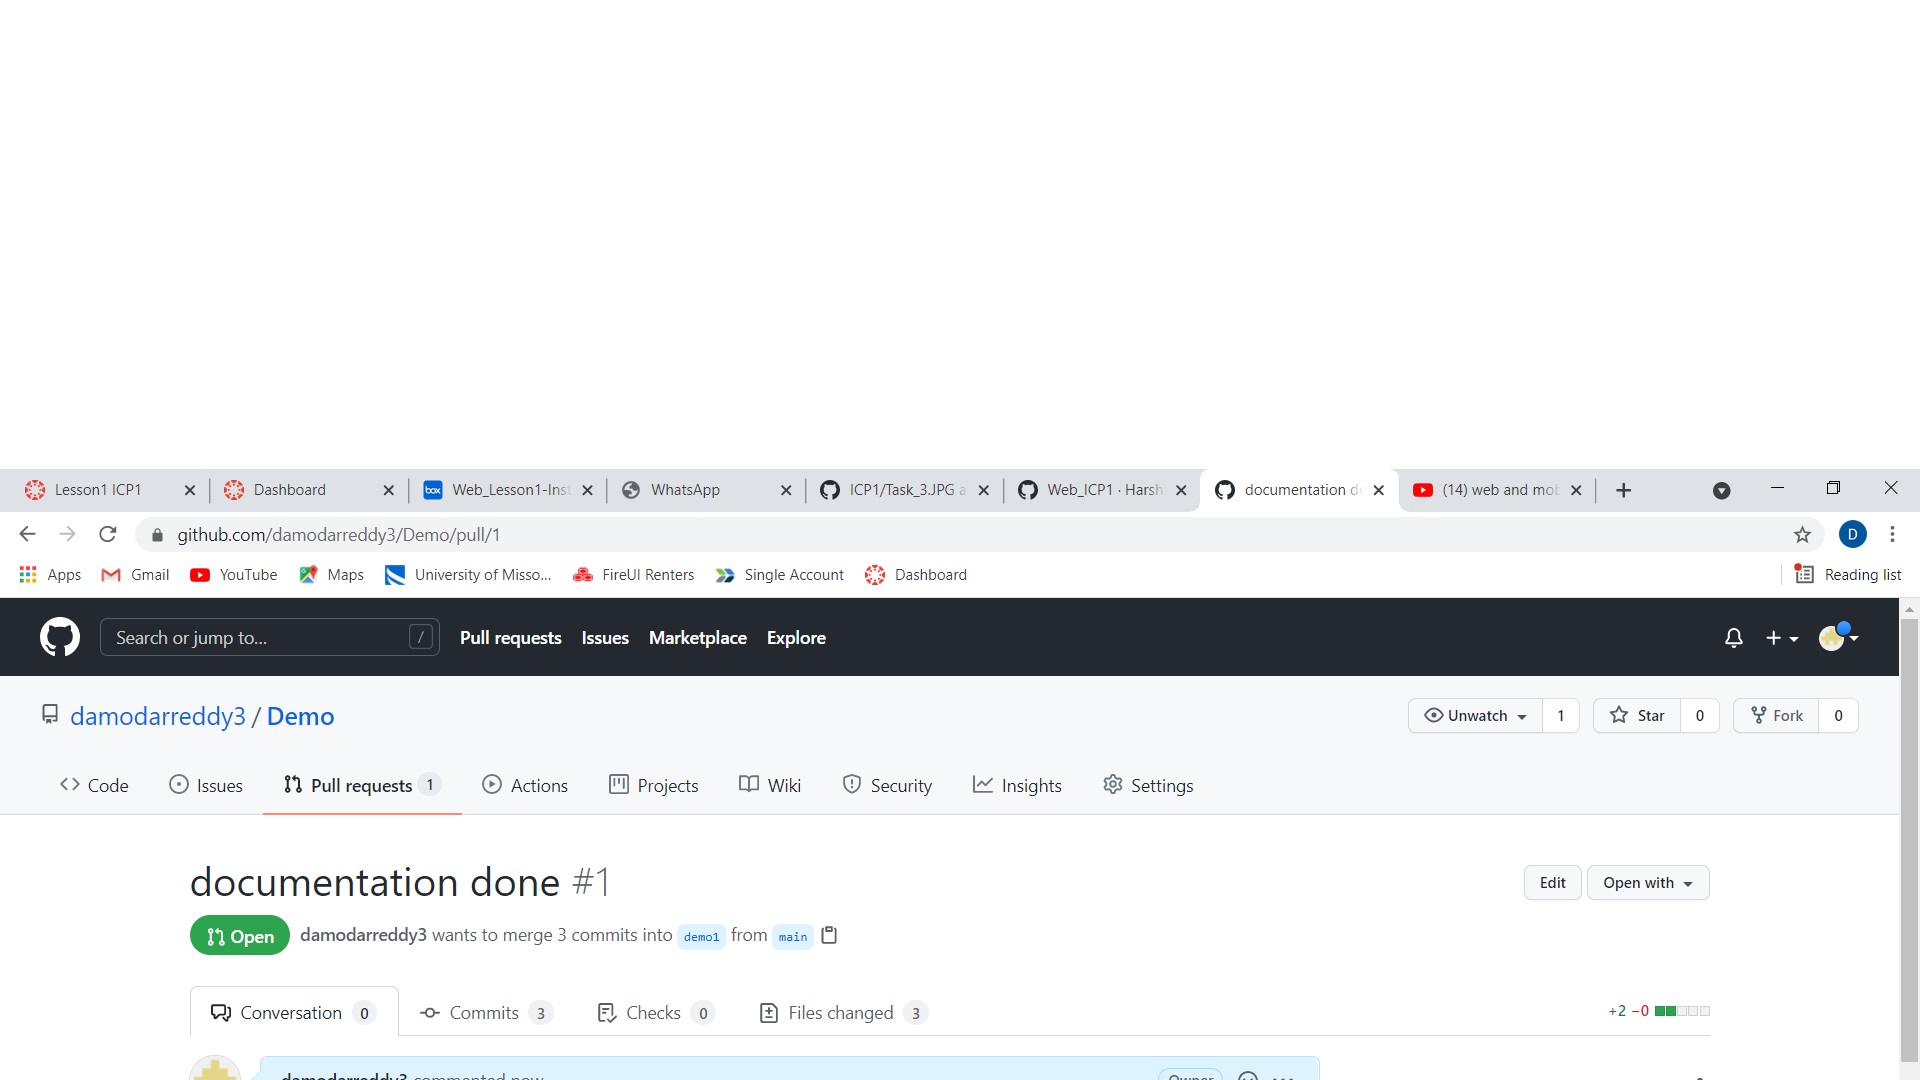 Lesson1 ICP1 Dashboard Web_Lesson1-Inst WhatsApp ICP1/Task_3.JPG a Web_ICP1 · Harshi documentation d (14) web and mob
github.com/damodarreddy3/Demo/pull/1 D
Apps Gmail YouTube Maps box University of Misso... FireUI Renters Single Account Dashboard Reading list
Search or jump to... / Pull requests Issues Marketplace Explore
damodarreddy3 / Demo Unwatch 1 Star 0 Fork 0
Code Issues Pull requests 1 Actions Projects Wiki Security Insights Settings
documentation done #1 Edit Open with
Open damodarreddy3 wants to merge 3 commits into demo1 from main
Conversation 0 Commits 3 Checks 0 Files changed 3 +2 −0
damodarreddy3 commented now Owner